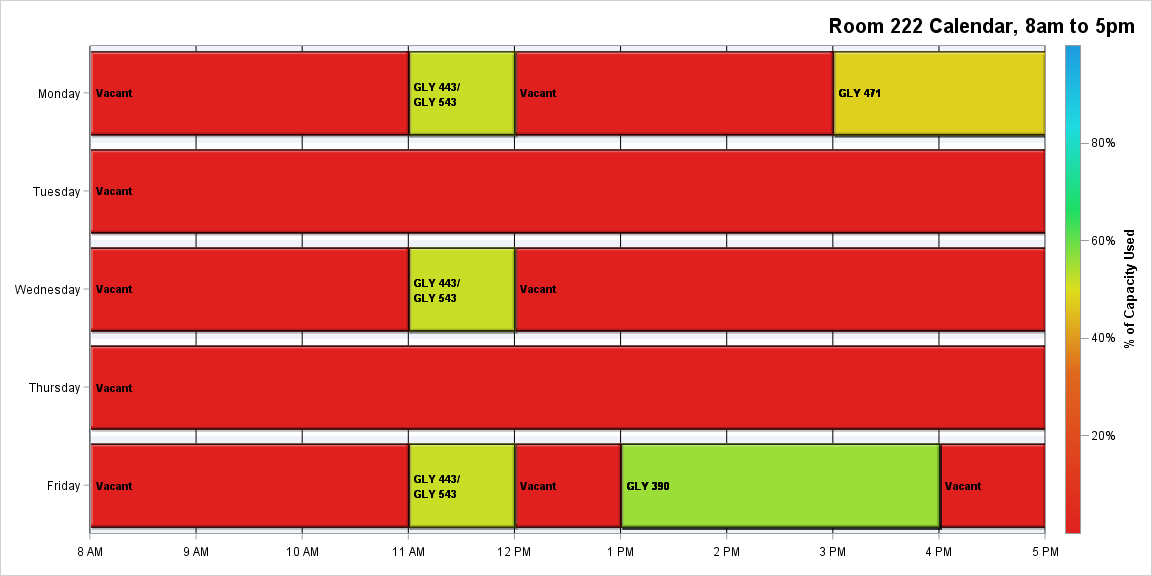 Room 222 Calendar, 8am to 5pm
Monday
Vacant
GLY 443/
GLY 543
Vacant
GLY 471
Tuesday
Vacant
Wednesday
Vacant
GLY 443/
GLY 543
Vacant
Thursday
Vacant
Friday
Vacant
GLY 443/
GLY 543
Vacant
GLY 390
Vacant
8 AM
9 AM
10 AM
11 AM
12 PM
1 PM
2 PM
3 PM
4 PM
5 PM
80%
60%
40%
20%
% of Capacity Used